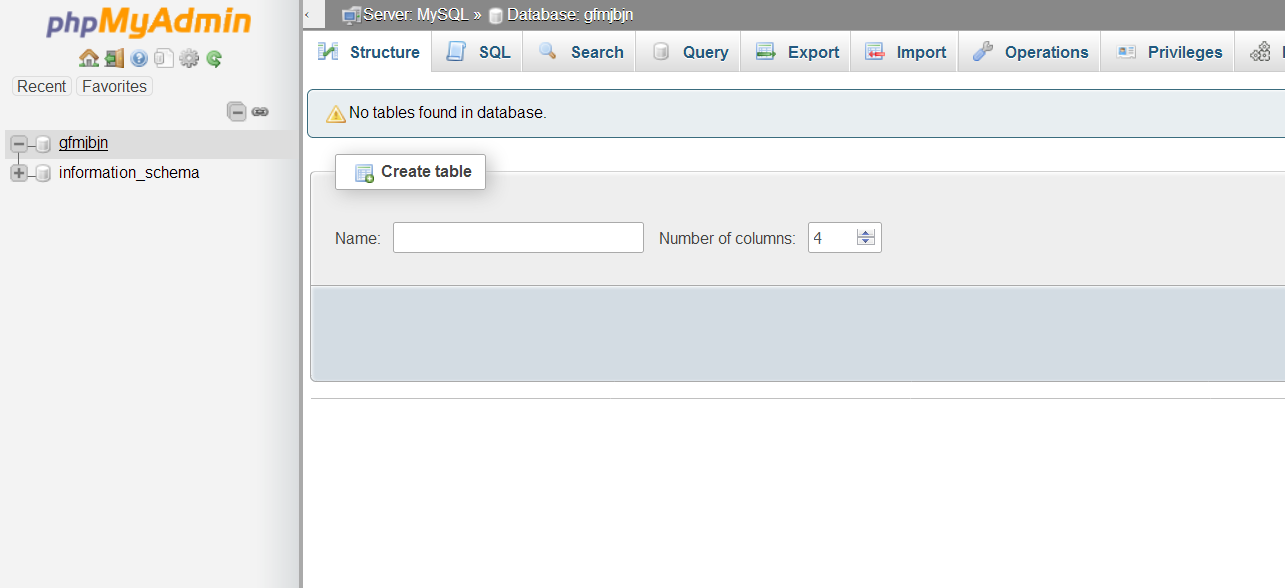 phpMyAdmin
Recent Favorites
gfmjbjn
information_schema
Server: MySQL » Database: gfmjbjn
Structure SQL Search Query Export Import Operations Privileges
No tables found in database.
Create table
Name: Number of columns: 4